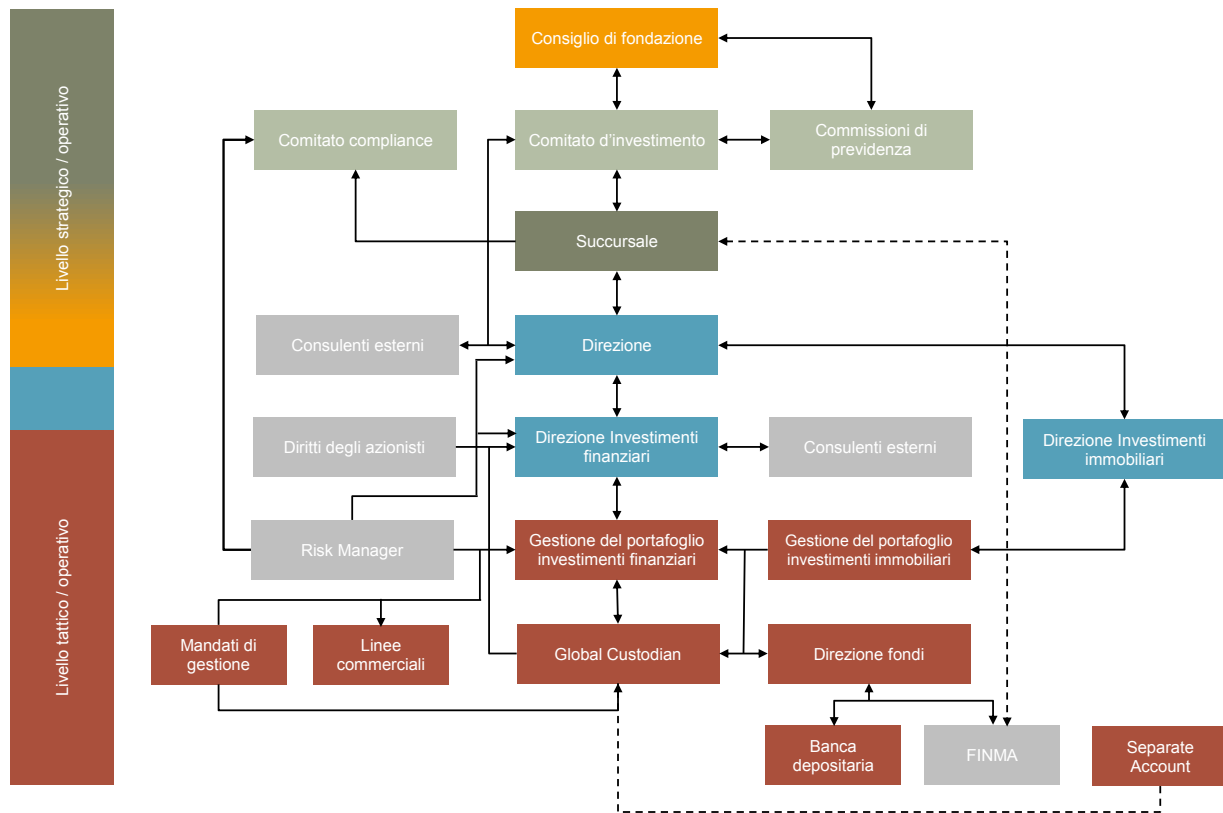 Livello strategico / operativo
Livello tattico / operativo
Consiglio di fondazione
Comitato compliance
Comitato d'investimento
Commissioni di
previdenza
Succursale
Consulenti esterni
Direzione
Diritti degli azionisti
Direzione Investimenti
finanziari
Consulenti esterni
Direzione Investimenti
immobiliari
Risk Manager
Gestione del portafoglio
investimenti finanziari
Gestione del portafoglio
investimenti immobiliari
Mandati di
gestione
Linee
commerciali
Global Custodian
Direzione fondi
Banca
depositaria
FINMA
Separate
Account